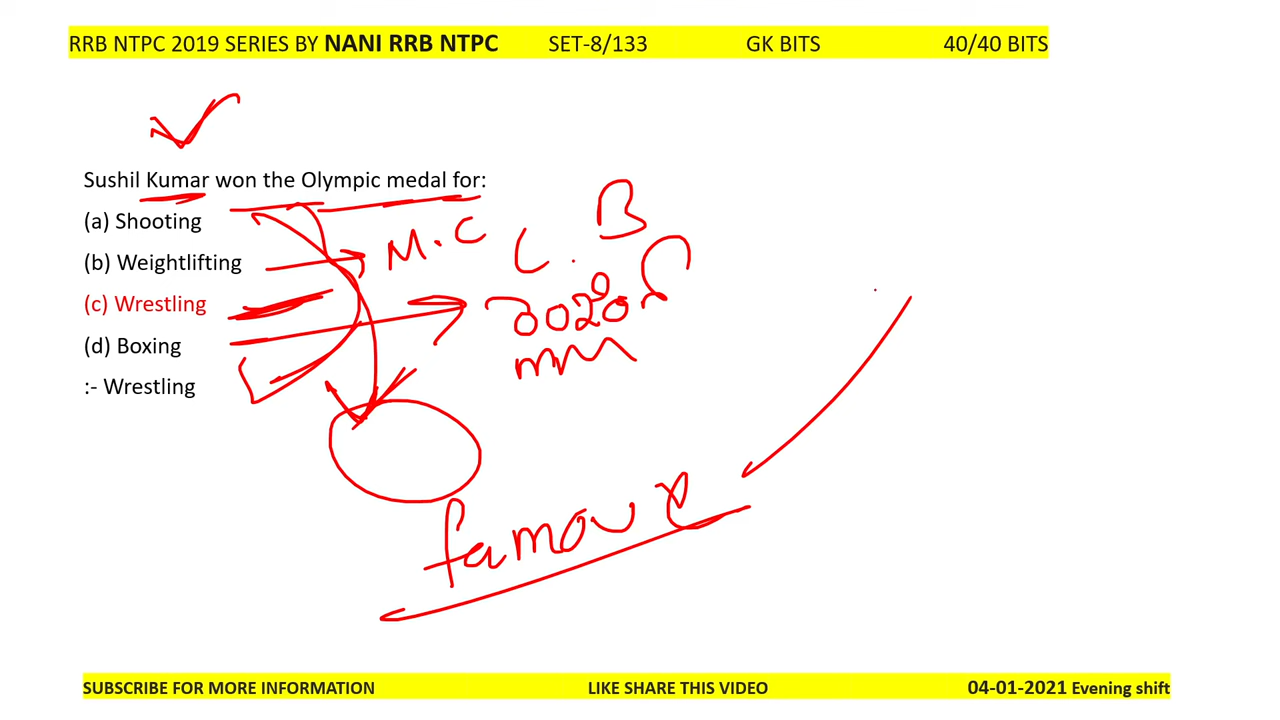 RRB NTPC 2019 SERIES BY NANI RRB NTPC SET-8/133 GK BITS 40/40 BITS
Sushil Kumar won the Olympic medal for:
(a) Shooting
(b) Weightlifting
(c) Wrestling
(d) Boxing
:- Wrestling
M.C
L.B
famous
SUBSCRIBE FOR MORE INFORMATION LIKE SHARE THIS VIDEO 04-01-2021 Evening shift